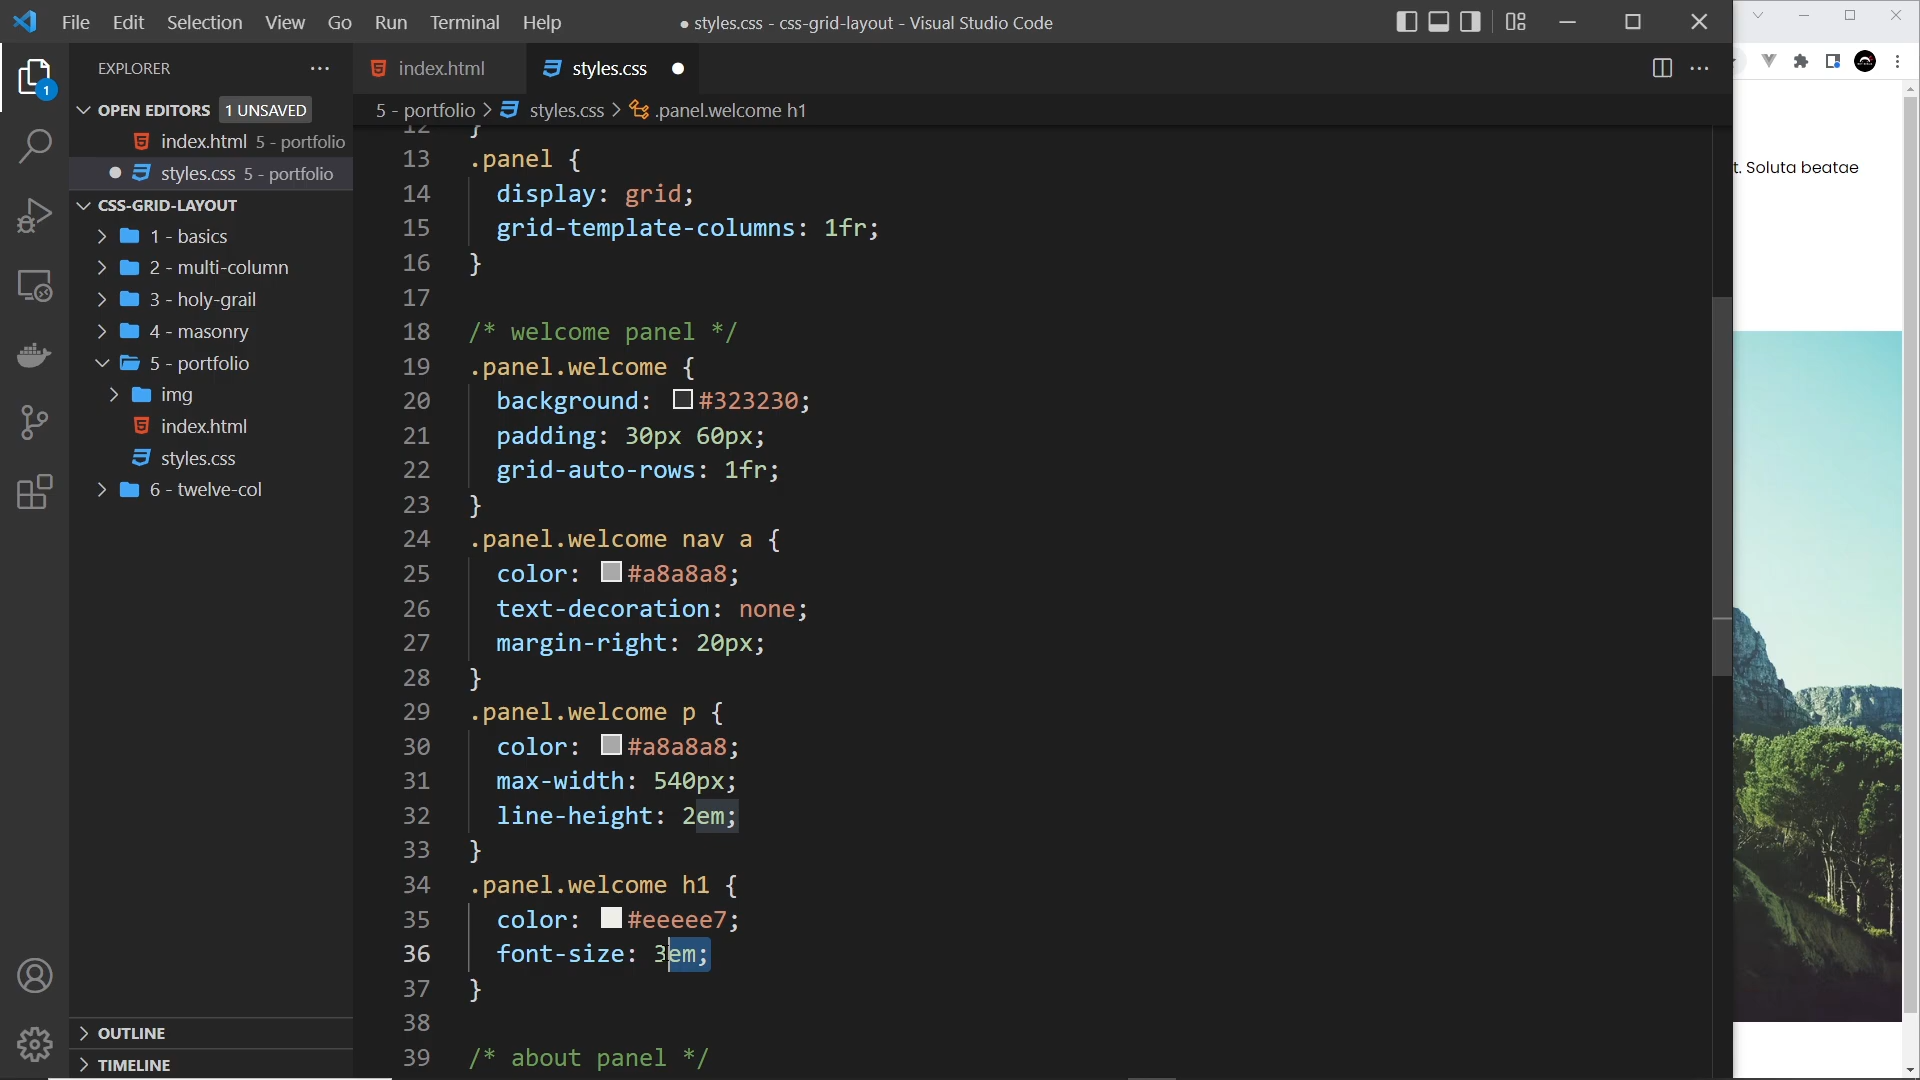 File Edit Selection View Go Run Terminal Help
● styles.css - css-grid-layout - Visual Studio Code
EXPLORER
OPEN EDITORS 1 UNSAVED
index.html 5 - portfolio
styles.css 5 - portfolio
CSS-GRID-LAYOUT
1 - basics
2 - multi-column
3 - holy-grail
4 - masonry
5 - portfolio
img
index.html
styles.css
6 - twelve-col
OUTLINE
TIMELINE
1
index.html styles.css
5 - portfolio > styles.css > .panel.welcome h1
12 }
13 .panel {
14 display: grid;
15 grid-template-columns: 1fr;
16 }
17
18 /* welcome panel */
19 .panel.welcome {
20 background: #323230;
21 padding: 30px 60px;
22 grid-auto-rows: 1fr;
23 }
24 .panel.welcome nav a {
25 color: #a8a8a8;
26 text-decoration: none;
27 margin-right: 20px;
28 }
29 .panel.welcome p {
30 color: #a8a8a8;
31 max-width: 540px;
32 line-height: 2em;
33 }
34 .panel.welcome h1 {
35 color: #eeeee7;
36 font-size: 3em;
37 }
38
39 /* about panel */
t. Soluta beatae